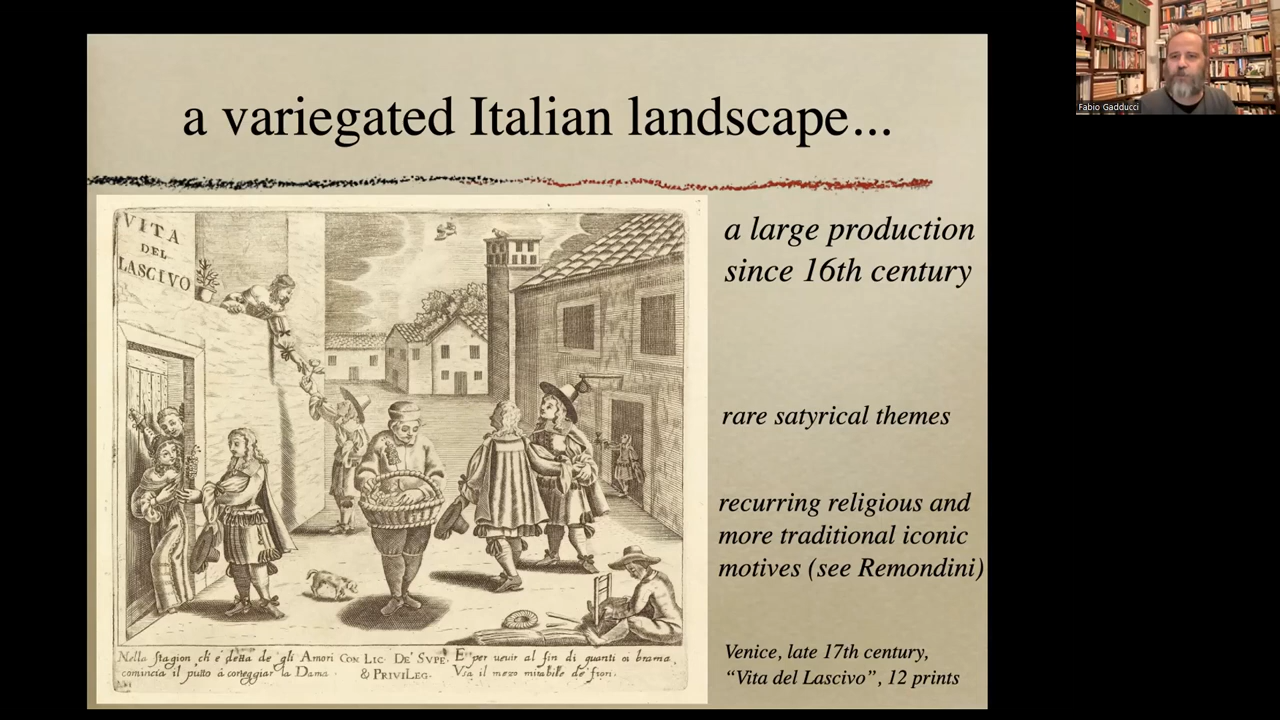 a variegated Italian landscape...
VITA
DEL
LASCIVO
Nella stagion, ch'è detta de gli Amori
comincia il putto à corteggiar la Dama.
CON LIC. DE' SUPE.
& PRIVILEG.
E per venir al fin di quanti ei brama,
Vsa il mezo mirabile de' fiori.
a large production
since 16th century
rare satyrical themes
recurring religious and
more traditional iconic
motives (see Remondini)
Venice, late 17th century,
“Vita del Lascivo”, 12 prints
Fabio Gadducci